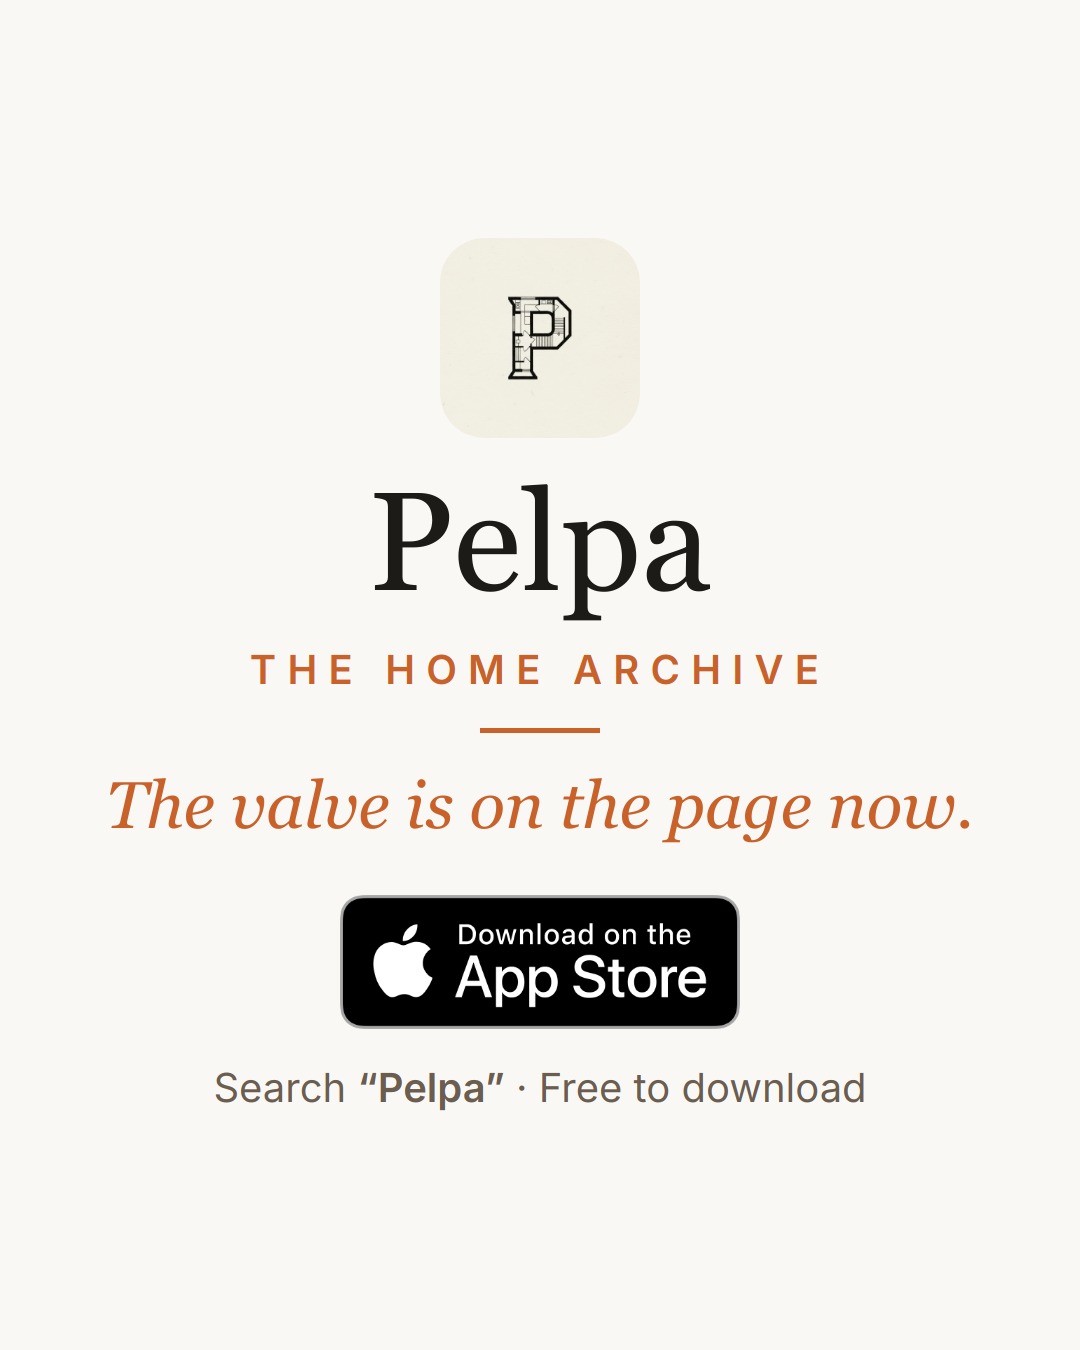 P
Pelpa
THE HOME ARCHIVE
The valve is on the page now.
Download on the
App Store
Search “Pelpa” · Free to download